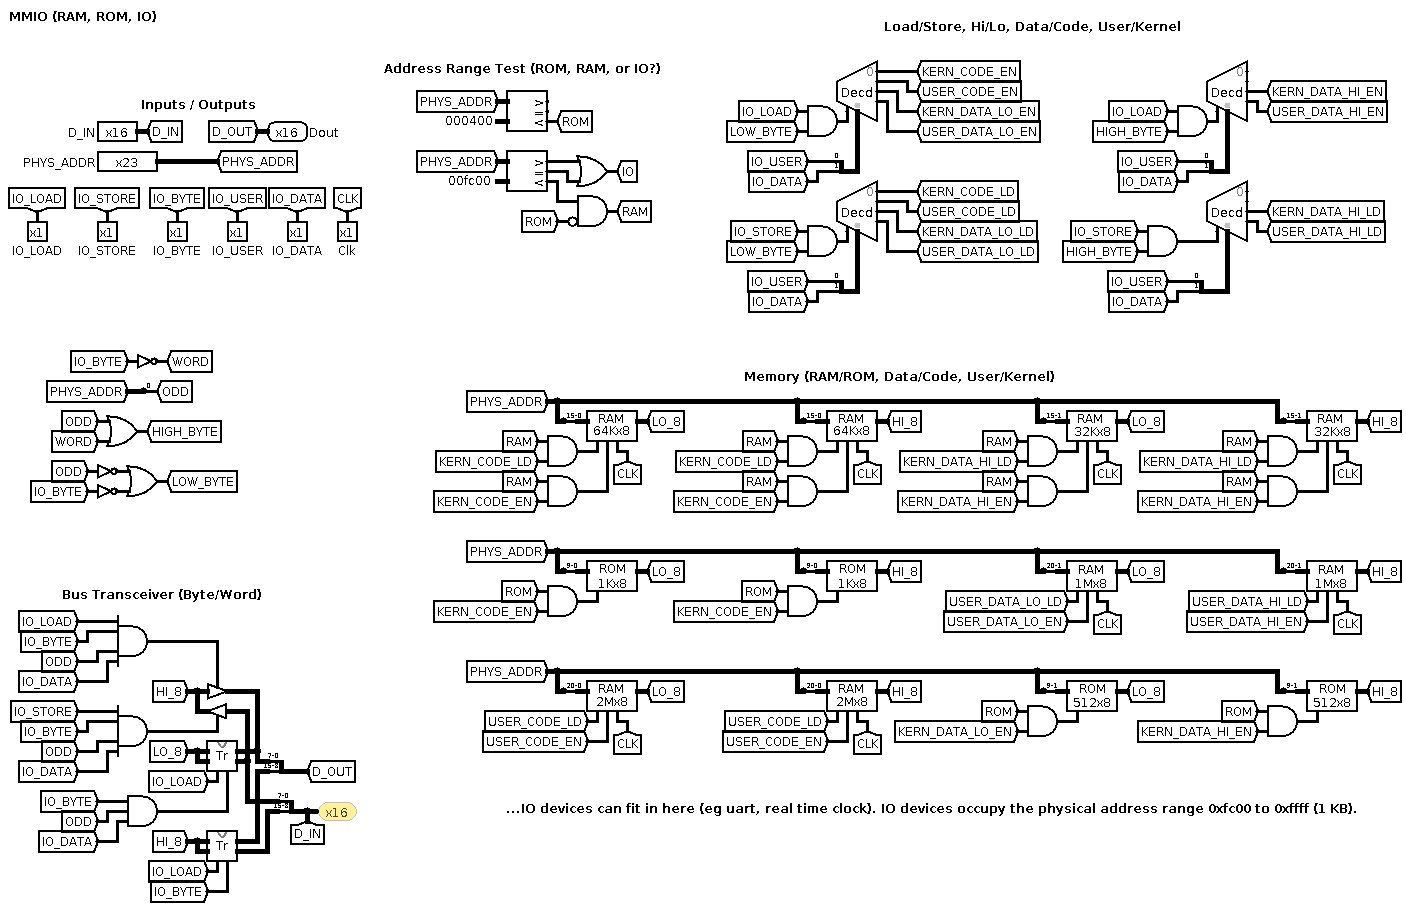 MMIO (RAM, ROM, IO)
Inputs / Outputs
D_IN x16 D_IN D_OUT x16 Dout
PHYS_ADDR x23 PHYS_ADDR
IO_LOAD IO_STORE IO_BYTE IO_USER IO_DATA CLK
x1 x1 x1 x1 x1 x1
IO_LOAD IO_STORE IO_BYTE IO_USER IO_DATA Clk
Address Range Test (ROM, RAM, or IO?)
PHYS_ADDR >
000400 = ROM
<
PHYS_ADDR >
00fc00 = IO
<
ROM RAM
Load/Store, Hi/Lo, Data/Code, User/Kernel
0 KERN_CODE_EN
Decd USER_CODE_EN
IO_LOAD KERN_DATA_LO_EN
LOW_BYTE USER_DATA_LO_EN
IO_USER 0
IO_DATA 1
0
Decd KERN_DATA_HI_EN
IO_LOAD USER_DATA_HI_EN
HIGH_BYTE
IO_USER 0
IO_DATA 1
KERN_CODE_LD
Decd USER_CODE_LD
IO_STORE KERN_DATA_LO_LD
LOW_BYTE USER_DATA_LO_LD
IO_USER 0
IO_DATA 1
0
Decd KERN_DATA_HI_LD
IO_STORE USER_DATA_HI_LD
HIGH_BYTE
IO_USER 0
IO_DATA 1
IO_BYTE WORD
PHYS_ADDR 0 ODD
ODD
WORD HIGH_BYTE
ODD
IO_BYTE LOW_BYTE
Memory (RAM/ROM, Data/Code, User/Kernel)
PHYS_ADDR
15-0 RAM LO_8 15-0 RAM HI_8 15-1 RAM LO_8 15-1 RAM HI_8
64Kx8 64Kx8 32Kx8 32Kx8
RAM RAM RAM RAM
KERN_CODE_LD KERN_CODE_LD KERN_DATA_HI_LD KERN_DATA_HI_LD
CLK CLK CLK CLK
RAM RAM RAM RAM
KERN_CODE_EN KERN_CODE_EN KERN_DATA_HI_EN KERN_DATA_HI_EN
PHYS_ADDR
9-0 ROM LO_8 9-0 ROM HI_8 20-1 RAM LO_8 20-1 RAM HI_8
1Kx8 1Kx8 1Mx8 1Mx8
ROM ROM USER_DATA_LO_LD USER_DATA_HI_LD
KERN_CODE_EN KERN_CODE_EN USER_DATA_LO_EN CLK USER_DATA_HI_EN CLK
PHYS_ADDR
20-0 RAM LO_8 20-0 RAM HI_8 9-1 ROM LO_8 9-1 ROM HI_8
2Mx8 2Mx8 512x8 512x8
USER_CODE_LD USER_CODE_LD ROM ROM
USER_CODE_EN CLK USER_CODE_EN CLK KERN_DATA_LO_EN KERN_DATA_HI_EN
Bus Transceiver (Byte/Word)
IO_LOAD
IO_BYTE
ODD
IO_DATA
HI_8
IO_STORE
IO_BYTE
ODD
IO_DATA
LO_8 Tr
IO_LOAD
7-0
15-8 D_OUT
IO_BYTE
ODD
IO_DATA
7-0
15-8 x16
D_IN
HI_8 Tr
IO_LOAD
IO_BYTE
...IO devices can fit in here (eg uart, real time clock). IO devices occupy the physical address range 0xfc00 to 0xffff (1 KB).